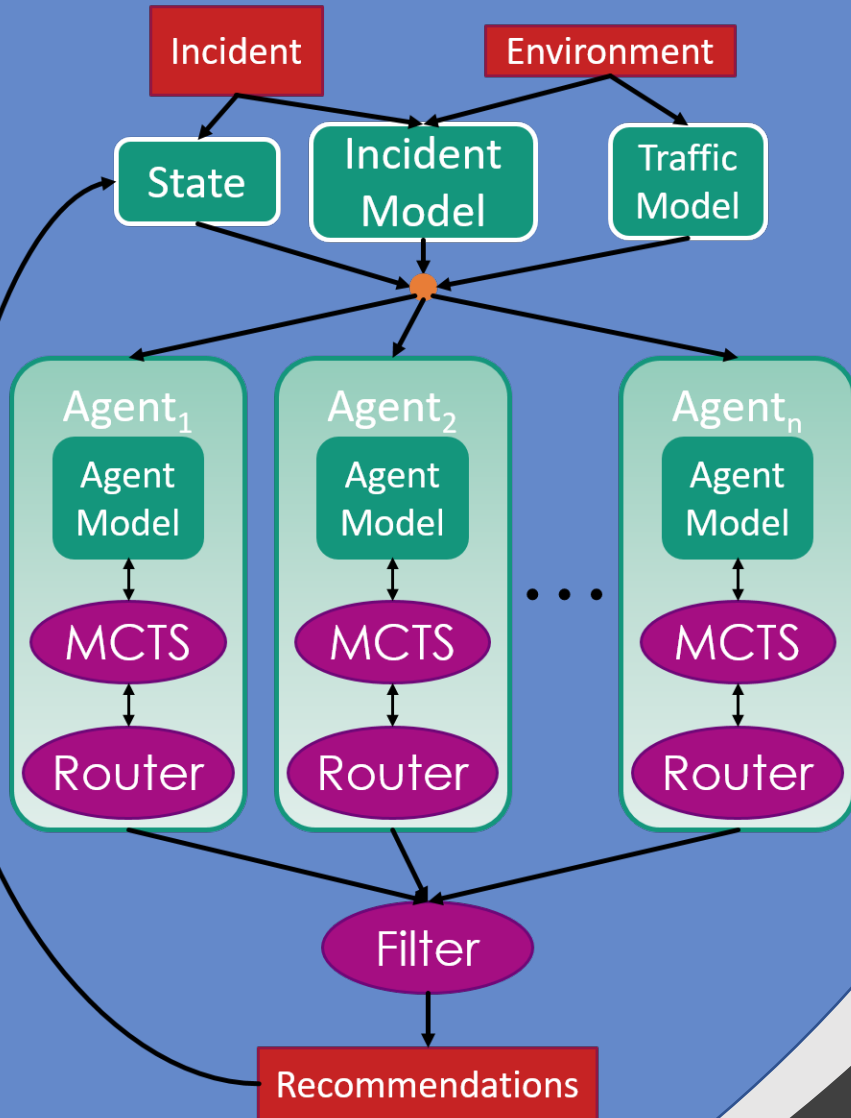 Incident
Environment
State
Incident
Model
Traffic
Model
Agent₁
Agent
Model
MCTS
Router
Agent₂
Agent
Model
MCTS
Router
. . .
Agentₙ
Agent
Model
MCTS
Router
Filter
Recommendations